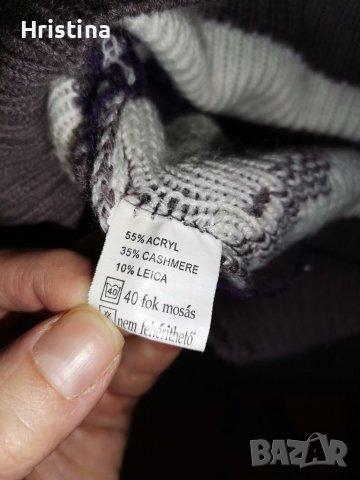 Hristina
55% ACRYL
35% CASHMERE
10% LEICA
40 40 fok mosás
nem fehéríthető
BAZAR